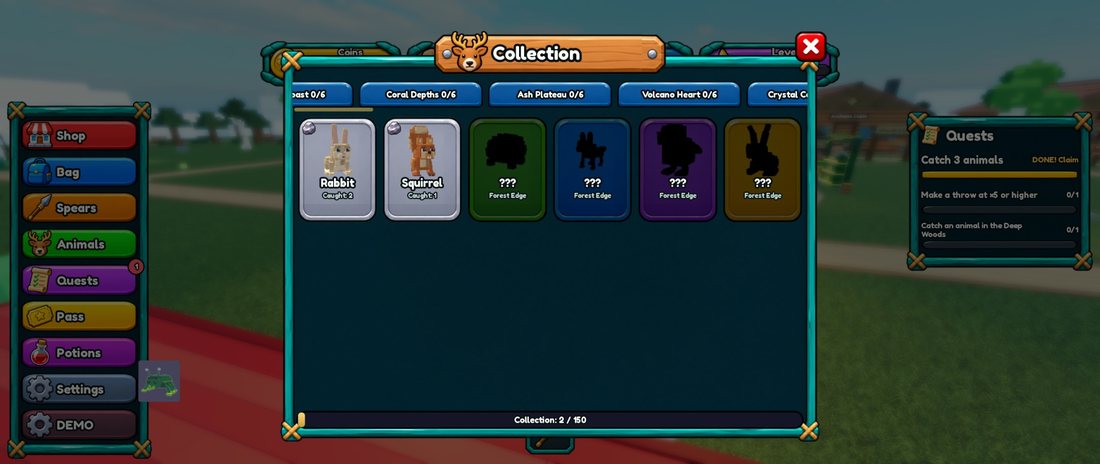 Coins
Collection
Leve
oast 0/6
Coral Depths 0/6
Ash Plateau 0/6
Volcano Heart 0/6
Crystal C
Shop
Bag
Spears
Animals
Quests
1
Pass
Potions
Settings
DEMO
Rabbit
Caught: 2
Squirrel
Caught: 1
???
Forest Edge
???
Forest Edge
???
Forest Edge
???
Forest Edge
Collection: 2 / 150
Quests
Catch 3 animals
DONE! Claim
Make a throw at x5 or higher
0/1
Catch an animal in the Deep
Woods
0/1